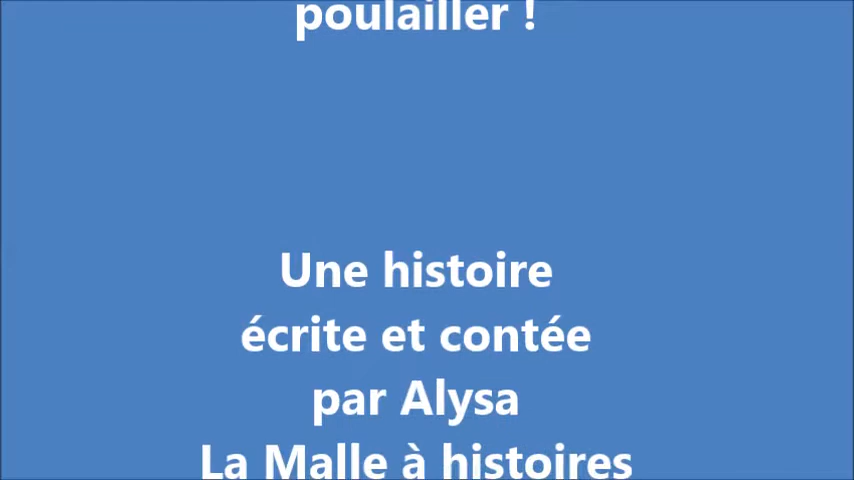 poulailler !
Une histoire
écrite et contée
par Alysa
La Malle à histoires